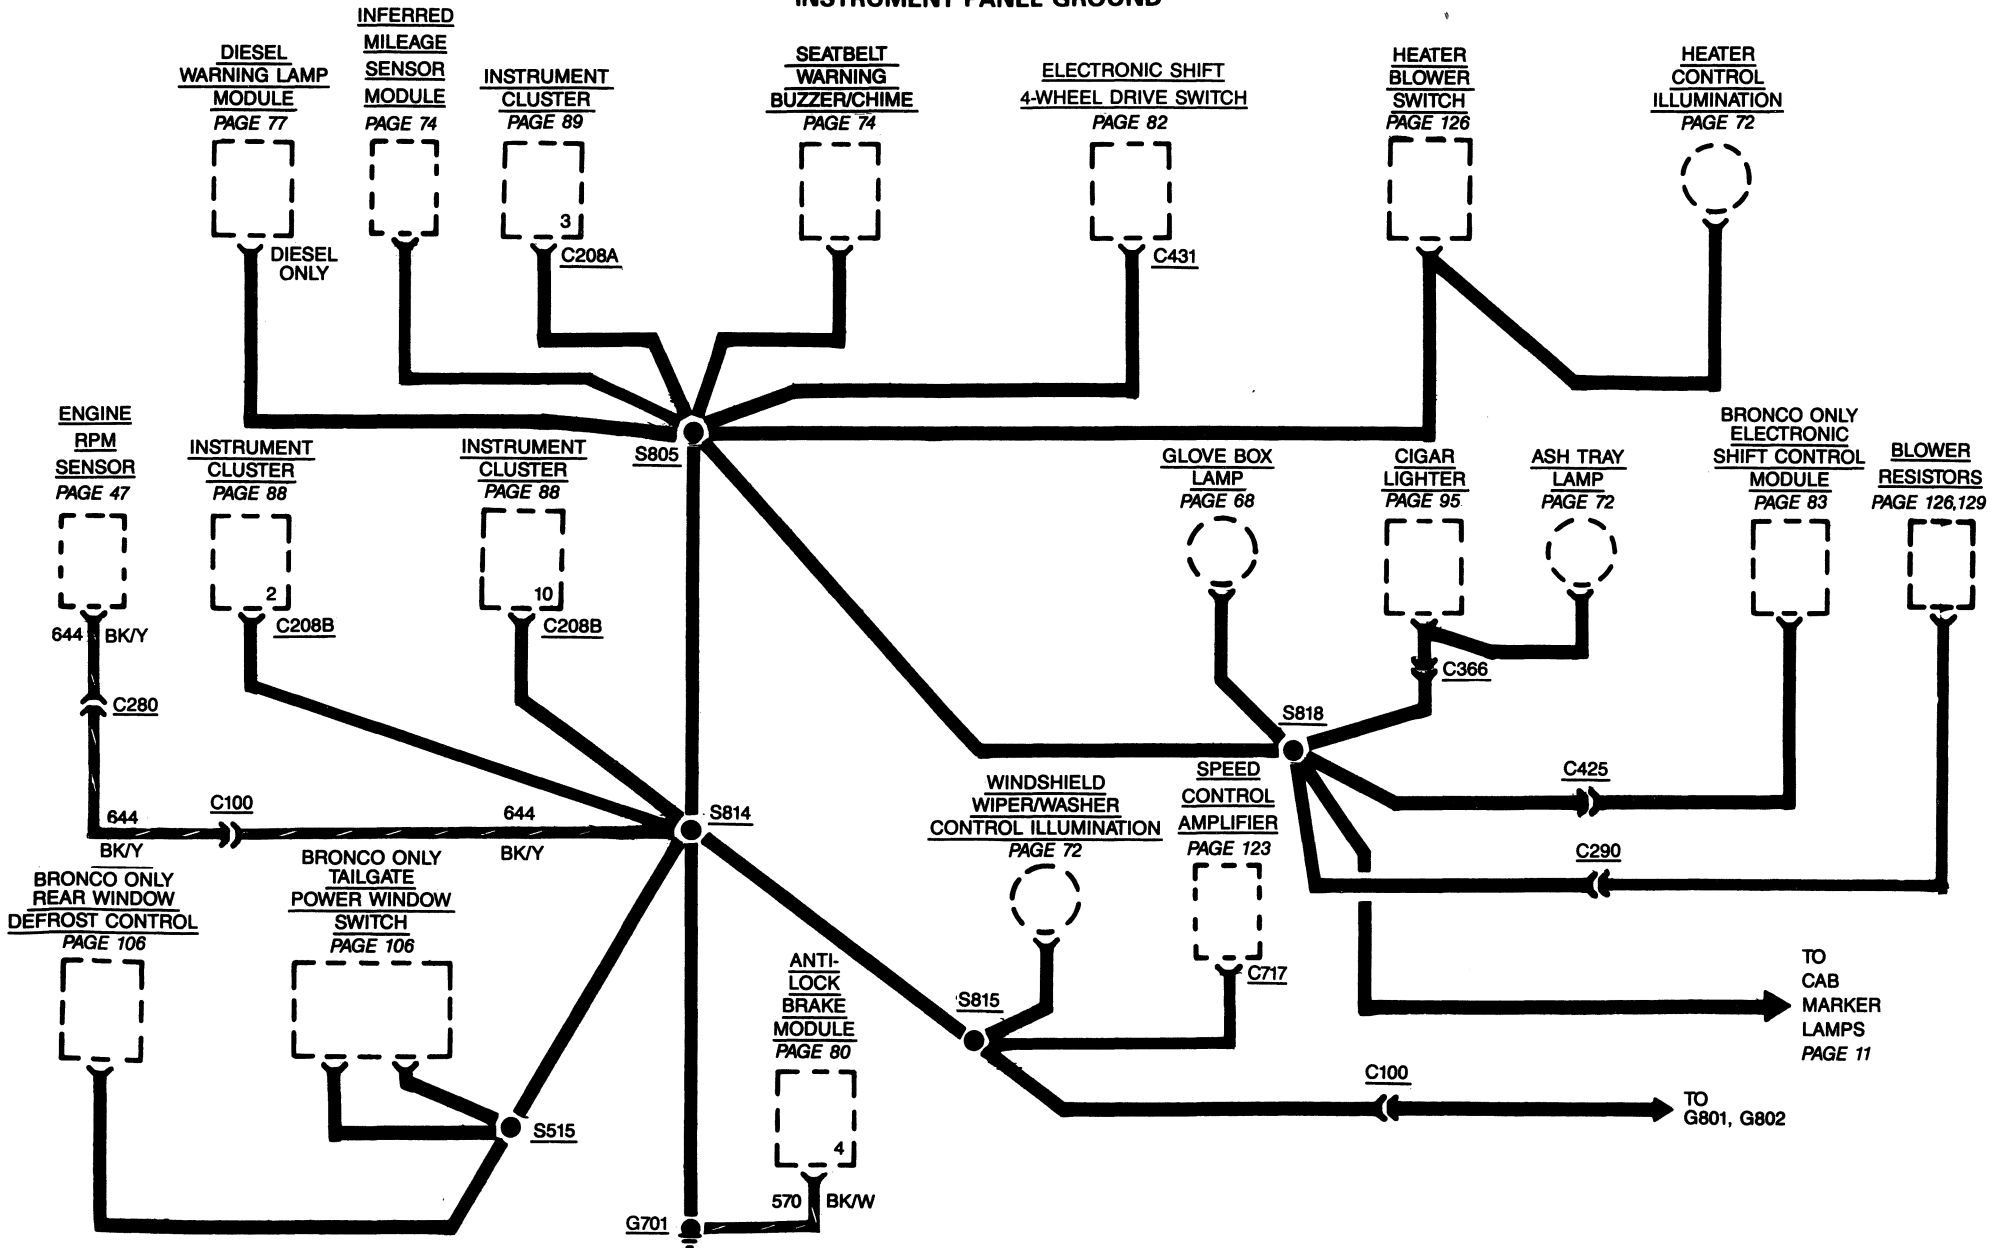 INSTRUMENT PANEL GROUND
DIESEL
WARNING LAMP
MODULE
PAGE 77
INFERRED
MILEAGE
SENSOR
MODULE
PAGE 74
INSTRUMENT
CLUSTER
PAGE 89
SEATBELT
WARNING
BUZZER/CHIME
PAGE 74
ELECTRONIC SHIFT
4-WHEEL DRIVE SWITCH
PAGE 82
HEATER
BLOWER
SWITCH
PAGE 126
HEATER
CONTROL
ILLUMINATION
PAGE 72
3
DIESEL
ONLY
C208A
C431
ENGINE
RPM
SENSOR
PAGE 47
INSTRUMENT
CLUSTER
PAGE 88
INSTRUMENT
CLUSTER
PAGE 88
S805
GLOVE BOX
LAMP
PAGE 68
CIGAR
LIGHTER
PAGE 95
ASH TRAY
LAMP
PAGE 72
BRONCO ONLY
ELECTRONIC
SHIFT CONTROL
MODULE
PAGE 83
BLOWER
RESISTORS
PAGE 126,129
2
10
644 BK/Y
C208B
C208B
C366
C280
S818
C425
C100
644
BK/Y
644
BK/Y
S814
WINDSHIELD
WIPER/WASHER
CONTROL ILLUMINATION
PAGE 72
SPEED
CONTROL
AMPLIFIER
PAGE 123
C290
BRONCO ONLY
REAR WINDOW
DEFROST CONTROL
PAGE 106
BRONCO ONLY
TAILGATE
POWER WINDOW
SWITCH
PAGE 106
ANTI-
LOCK
BRAKE
MODULE
PAGE 80
C717
S815
TO
CAB
MARKER
LAMPS
PAGE 11
C100
TO
G801, G802
S515
4
570 BK/W
G701